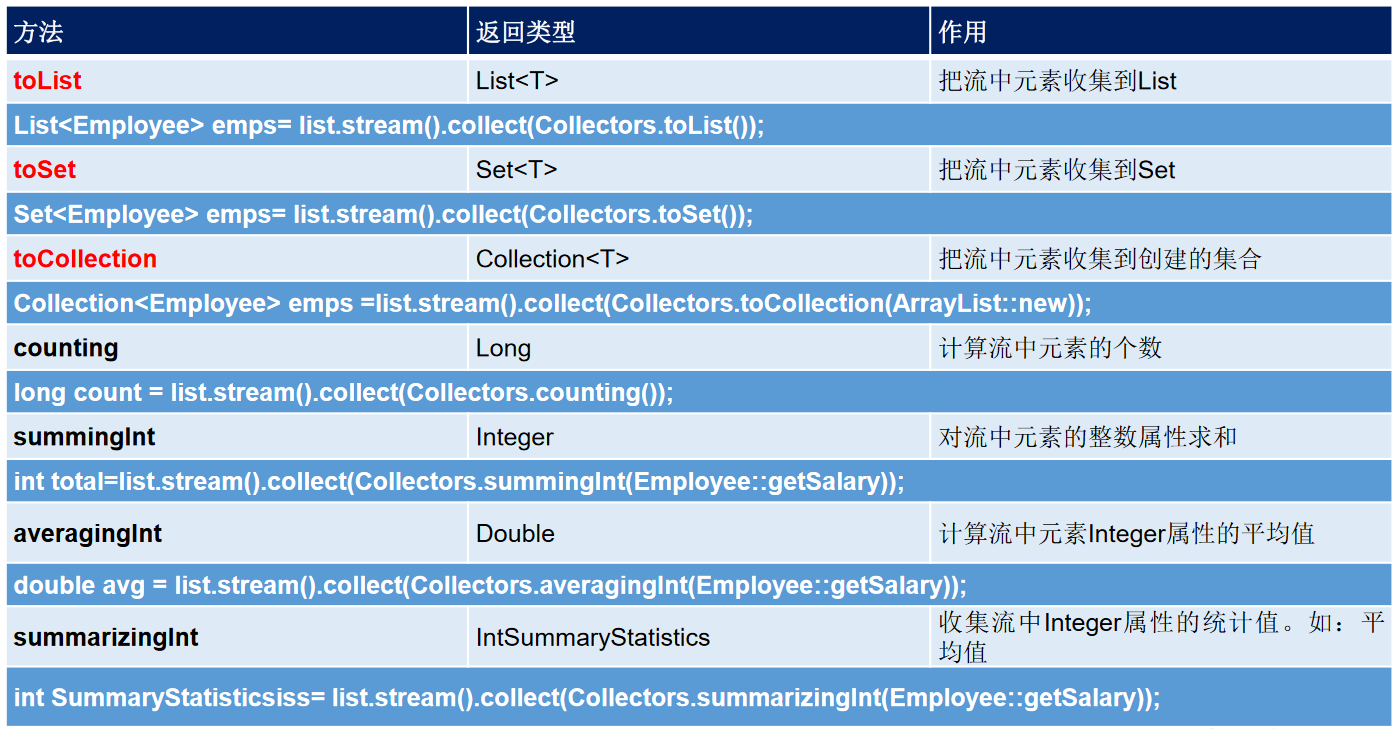 方法 返回类型 作用
toList List<T> 把流中元素收集到List
List<Employee> emps= list.stream().collect(Collectors.toList());
toSet Set<T> 把流中元素收集到Set
Set<Employee> emps= list.stream().collect(Collectors.toSet());
toCollection Collection<T> 把流中元素收集到创建的集合
Collection<Employee> emps =list.stream().collect(Collectors.toCollection(ArrayList::new));
counting Long 计算流中元素的个数
long count = list.stream().collect(Collectors.counting());
summingInt Integer 对流中元素的整数属性求和
int total=list.stream().collect(Collectors.summingInt(Employee::getSalary));
averagingInt Double 计算流中元素Integer属性的平均值
double avg = list.stream().collect(Collectors.averagingInt(Employee::getSalary));
summarizingInt IntSummaryStatistics 收集流中Integer属性的统计值。如：平
均值
int SummaryStatisticsiss= list.stream().collect(Collectors.summarizingInt(Employee::getSalary));